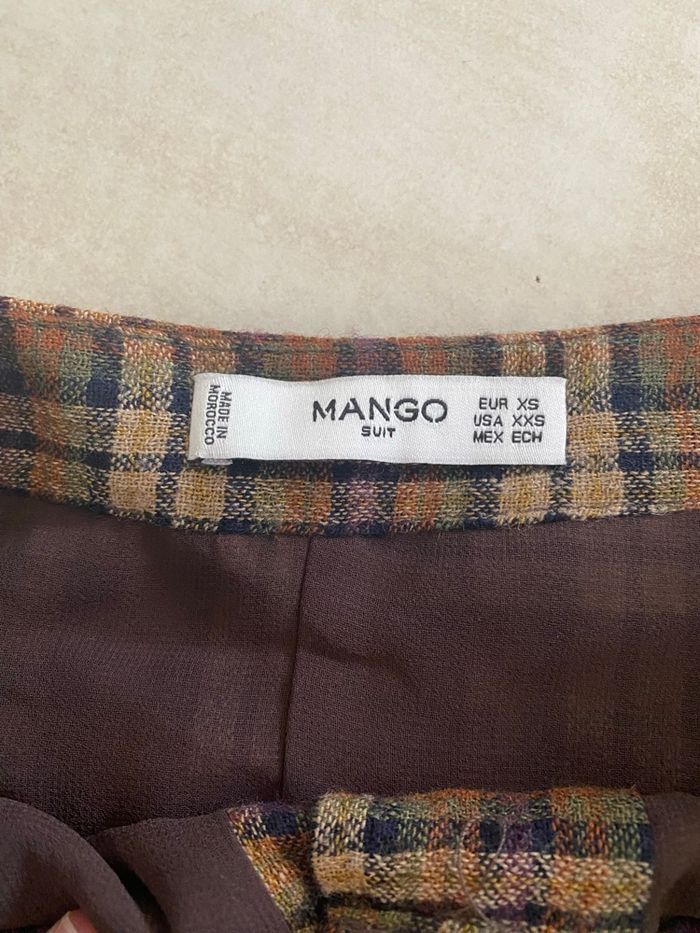 MADE IN
MOROCCO
MANGO
SUIT
EUR XS
USA XXS
MEX ECH